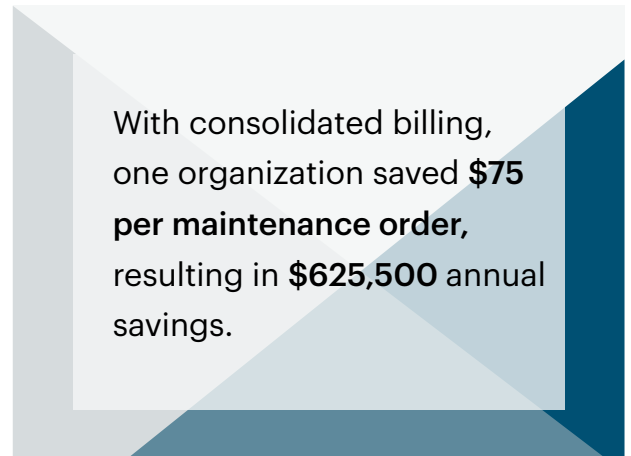 With consolidated billing,
one organization saved $75
per maintenance order,
resulting in $625,500 annual
savings.